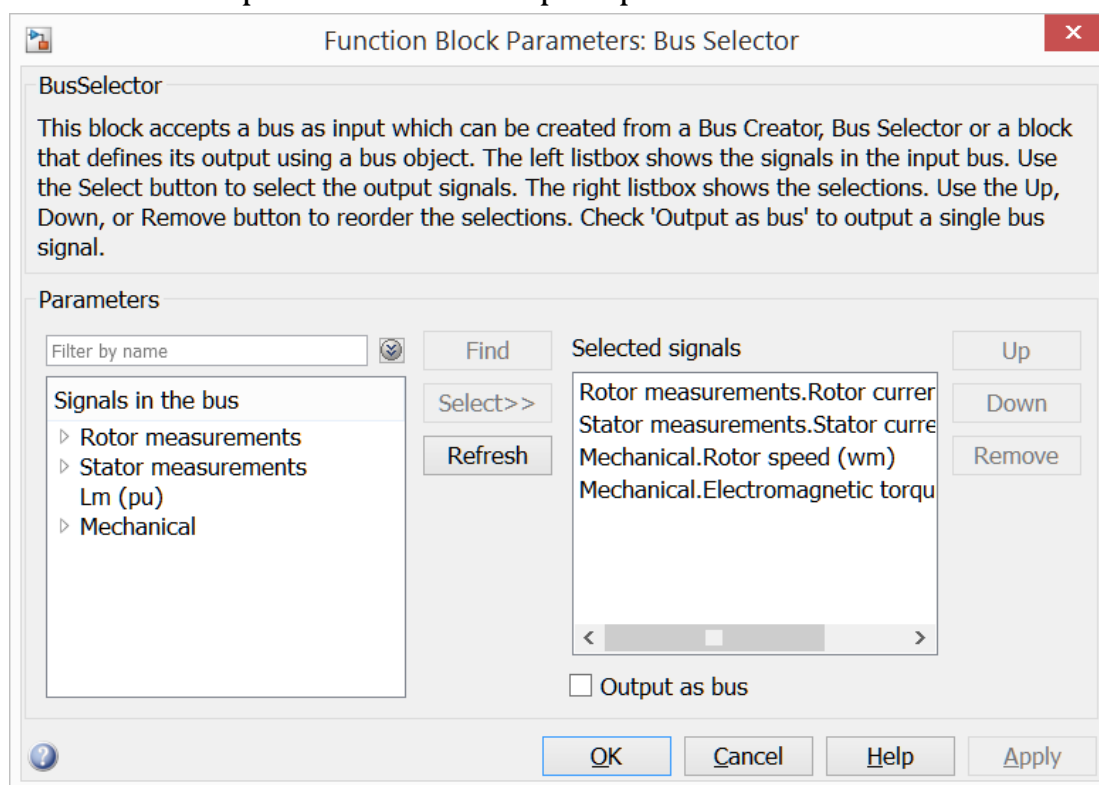 Function Block Parameters: Bus Selector
BusSelector
This block accepts a bus as input which can be created from a Bus Creator, Bus Selector or a block
that defines its output using a bus object. The left listbox shows the signals in the input bus. Use
the Select button to select the output signals. The right listbox shows the selections. Use the Up,
Down, or Remove button to reorder the selections. Check 'Output as bus' to output a single bus
signal.
Parameters
Filter by name
Find
Selected signals
Up
Signals in the bus
Select>>
Rotor measurements.Rotor currer
Down
Rotor measurements
Stator measurements.Stator curre
Stator measurements
Refresh
Mechanical.Rotor speed (wm)
Remove
Lm (pu)
Mechanical.Electromagnetic torqu
Mechanical
Output as bus
OK
Cancel
Help
Apply